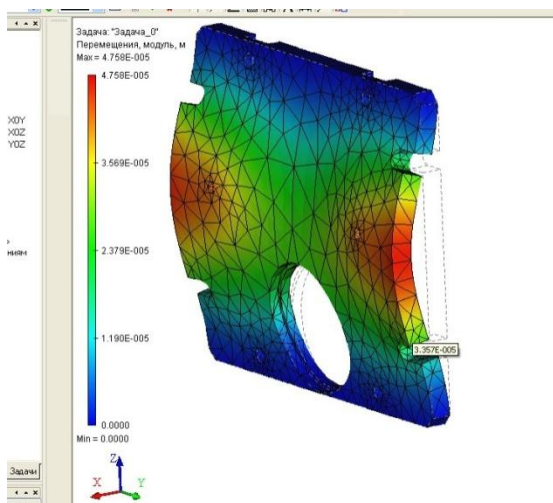 Задача: "Задача_0"
Перемещения, модуль, м
Max = 4.758E-005
4.758E-005
3.569E-005
2.379E-005
1.190E-005
0.0000
Min = 0.0000
3.357E-005
X0Y
X0Z
Y0Z
ниям
Задачи
Z
X
Y